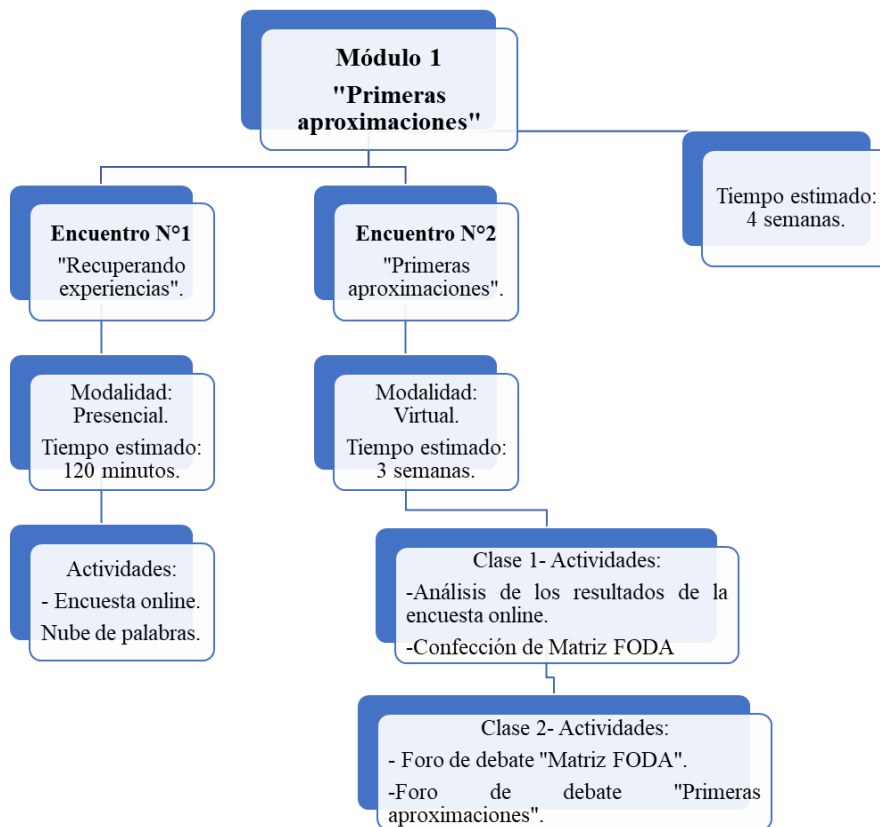 Módulo 1
"Primeras
aproximaciones"
Tiempo estimado:
4 semanas.
Encuentro N°1
"Recuperando
experiencias".
Encuentro N°2
"Primeras
aproximaciones".
Modalidad:
Presencial.
Tiempo estimado:
120 minutos.
Modalidad:
Virtual.
Tiempo estimado:
3 semanas.
Actividades:
- Encuesta online.
Nube de palabras.
Clase 1- Actividades:
-Análisis de los resultados de la
encuesta online.
-Confección de Matriz FODA
Clase 2- Actividades:
- Foro de debate "Matriz FODA".
-Foro de debate "Primeras
aproximaciones".